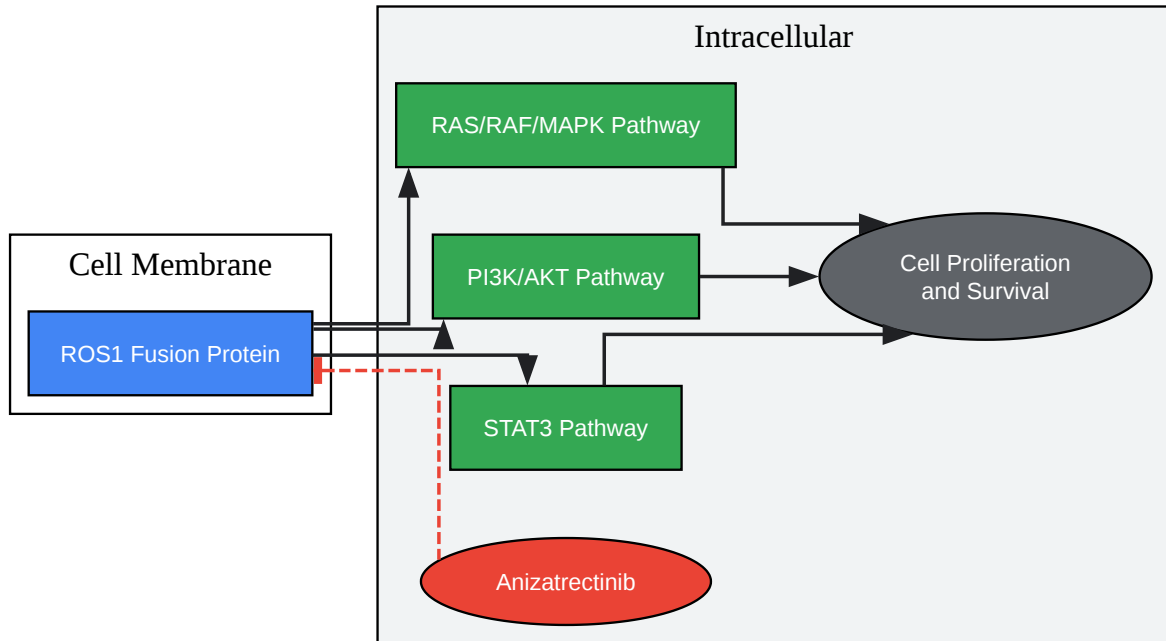 Intracellular
RAS/RAF/MAPK Pathway
Cell Membrane
PI3K/AKT Pathway
Cell Proliferation
and Survival
ROS1 Fusion Protein
STAT3 Pathway
Anizatrectinib